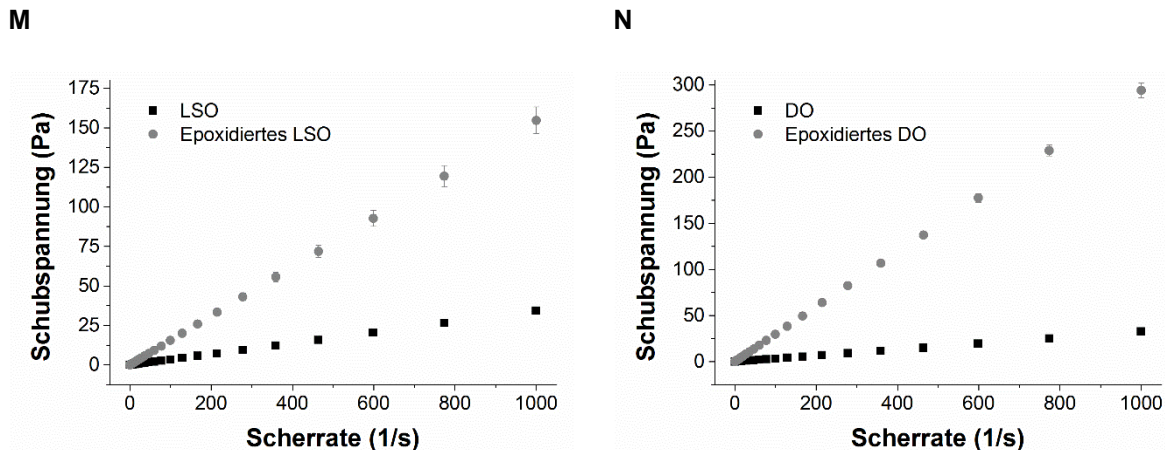 M
N
175
150
125
100
75
50
25
0
Schubspannung (Pa)
LSO
Epoxidiertes LSO
0 200 400 600 800 1000
Scherrate (1/s)
300
250
200
150
100
50
0
Schubspannung (Pa)
DO
Epoxidiertes DO
0 200 400 600 800 1000
Scherrate (1/s)